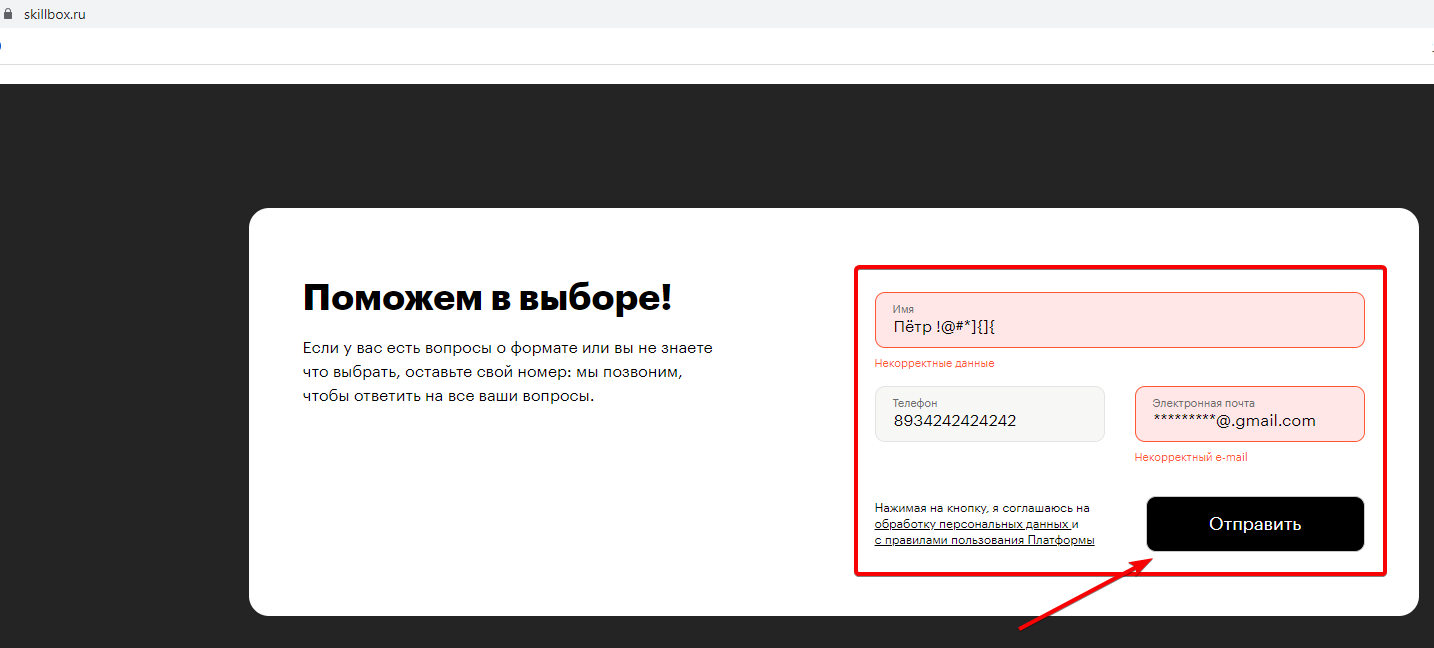 skillbox.ru
Поможем в выборе!
Если у вас есть вопросы о формате или вы не знаете
что выбрать, оставьте свой номер: мы позвоним,
чтобы ответить на все ваши вопросы.
Имя
Пётр !@#*]{]{
Некорректные данные
Телефон
8934242424242
Электронная почта
*********@.gmail.com
Некорректный e-mail
Нажимая на кнопку, я соглашаюсь на
обработку персональных данных и
с правилами пользования Платформы
Отправить